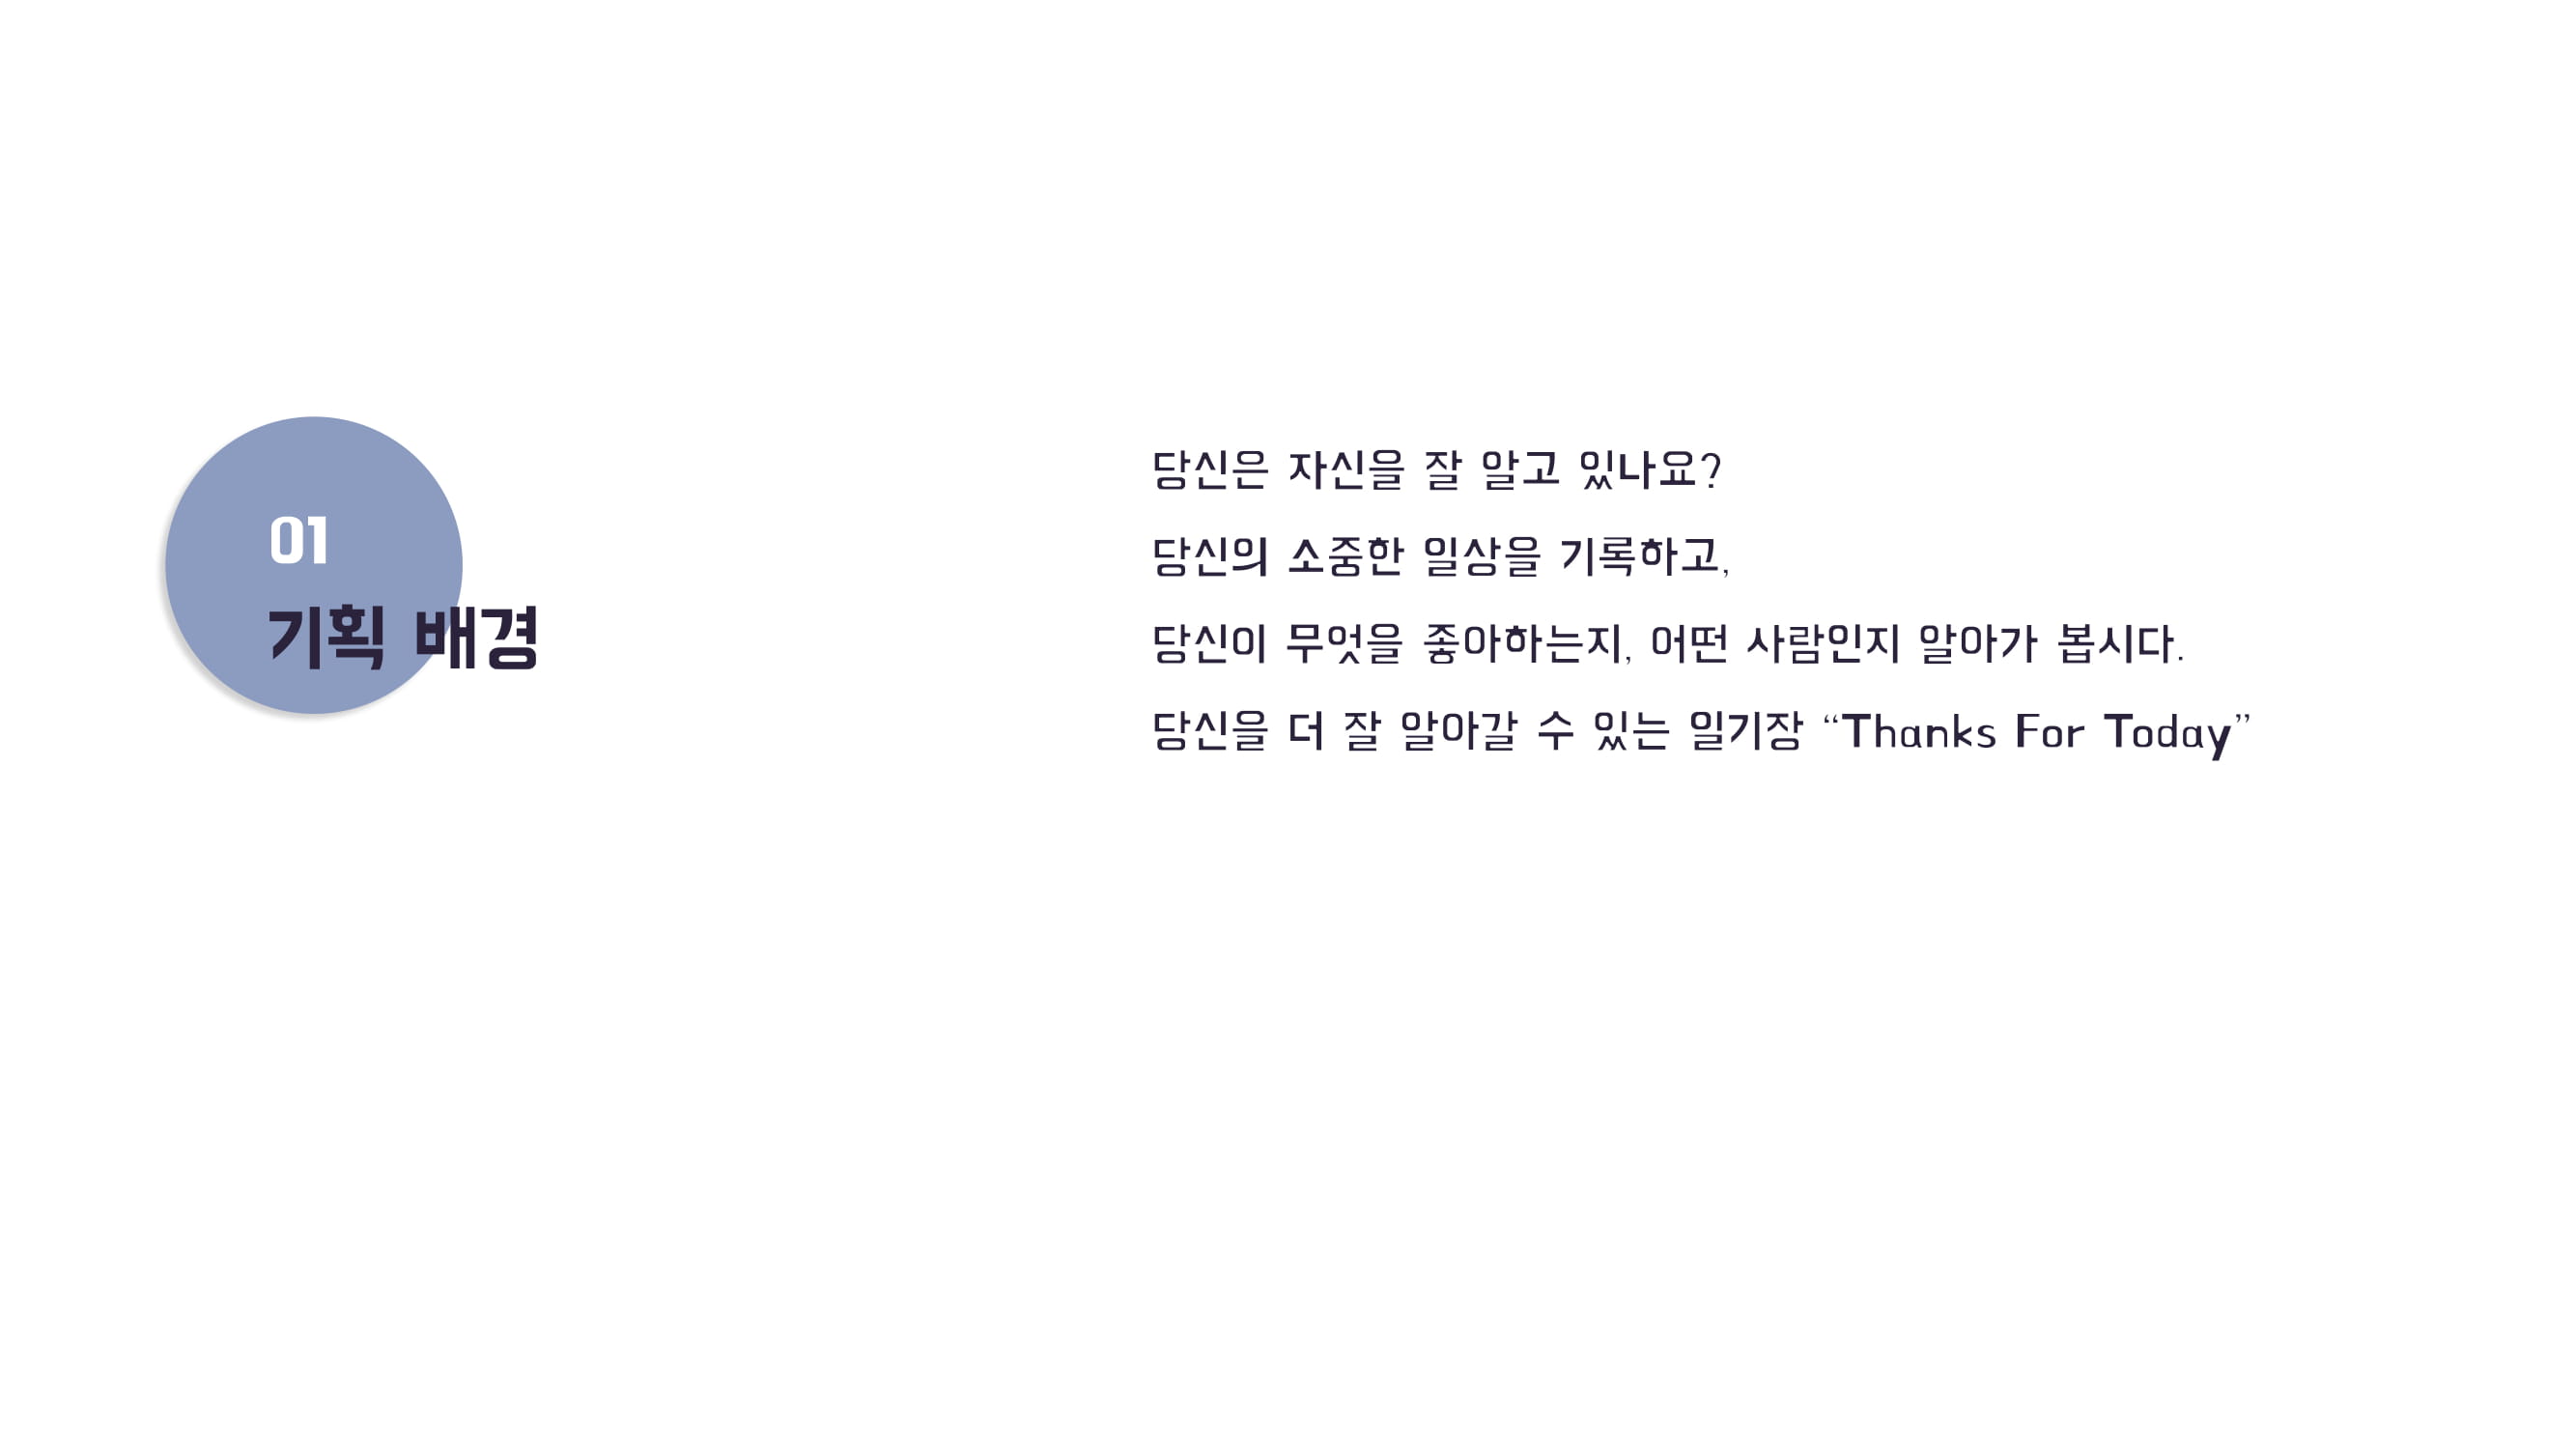 01
기획 배경
당신은 자신을 잘 알고 있나요?
당신의 소중한 일상을 기록하고,
당신이 무엇을 좋아하는지, 어떤 사람인지 알아가 봅시다.
당신을 더 잘 알아갈 수 있는 일기장 “Thanks For Today”